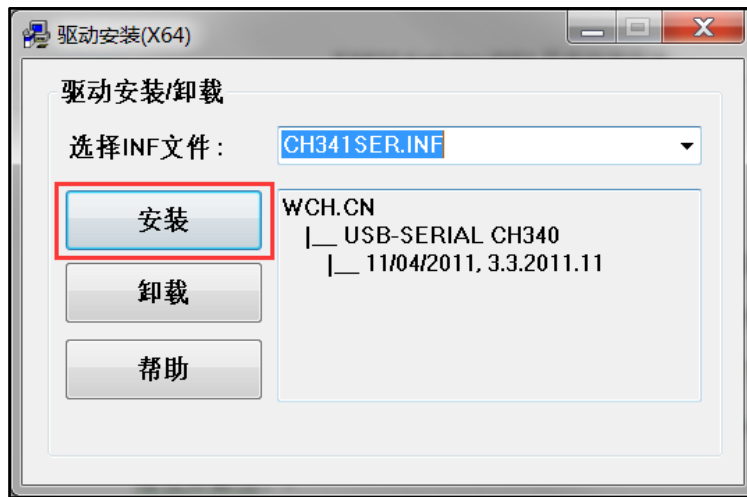 驱动安装(X64)
驱动安装/卸载
选择INF文件:
CH341SER.INF
安装
WCH.CN
|__ USB-SERIAL CH340
|__ 11/04/2011, 3.3.2011.11
卸载
帮助